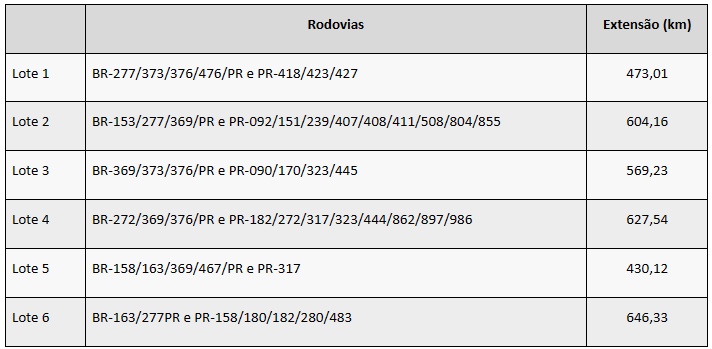 Rodovias Extensão (km)
Lote 1 BR-277/373/376/476/PR e PR-418/423/427 473,01
Lote 2 BR-153/277/369/PR e PR-092/151/239/407/408/411/508/804/855 604,16
Lote 3 BR-369/373/376/PR e PR-090/170/323/445 569,23
Lote 4 BR-272/369/376/PR e PR-182/272/317/323/444/862/897/986 627,54
Lote 5 BR-158/163/369/467/PR e PR-317 430,12
Lote 6 BR-163/277PR e PR-158/180/182/280/483 646,33